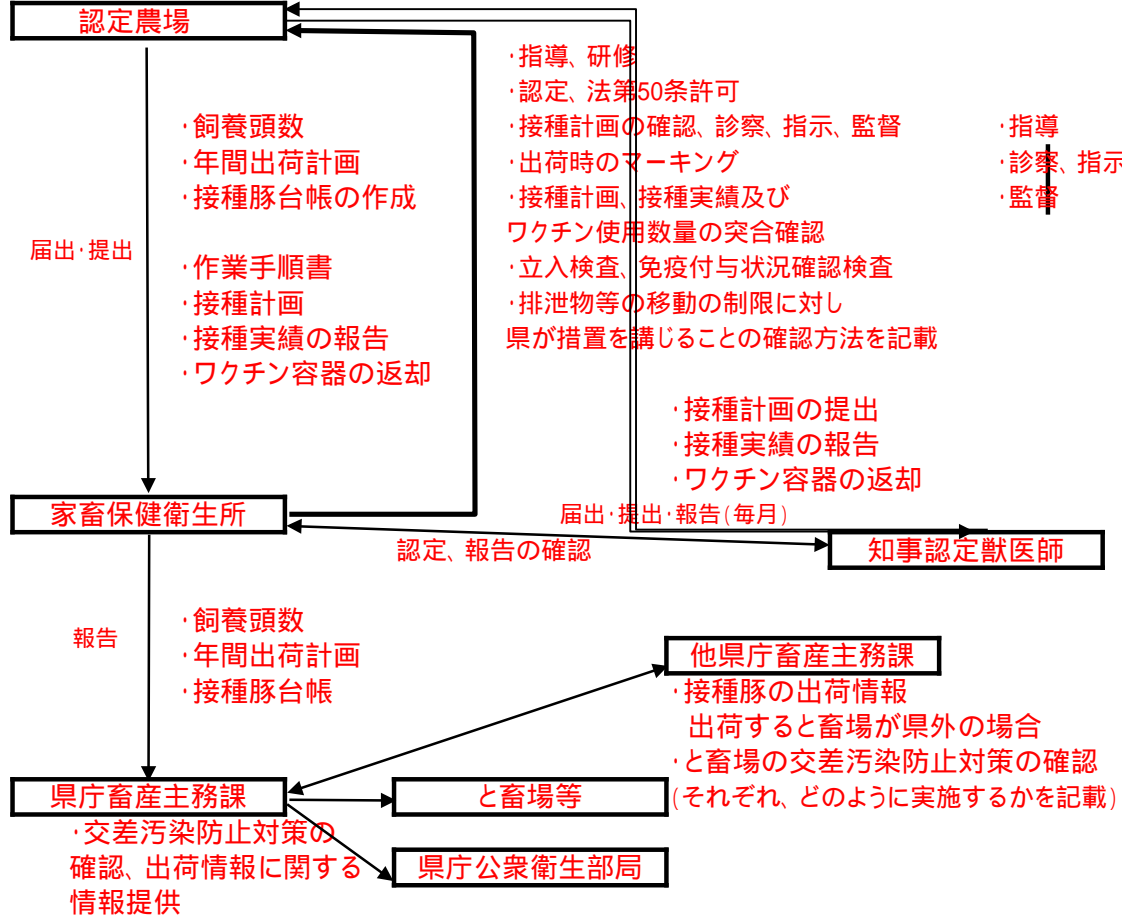 認定農場
・指導、研修
・認定、法第50条許可
・接種計画の確認、診察、指示、監督
・出荷時のマーキング
・接種計画、接種実績及び
ワクチン使用数量の突合確認
・立入検査、免疫付与状況確認検査
・排泄物等の移動の制限に対し
県が措置を講じることの確認方法を記載
・指導
・診察、指示
・監督
・飼養頭数
・年間出荷計画
・接種豚台帳の作成
届出・提出
・作業手順書
・接種計画
・接種実績の報告
・ワクチン容器の返却
・接種計画の提出
・接種実績の報告
・ワクチン容器の返却
家畜保健衛生所
届出・提出・報告(毎月)
認定、報告の確認
知事認定獣医師
報告
・飼養頭数
・年間出荷計画
・接種豚台帳
他県庁畜産主務課
・接種豚の出荷情報
出荷すると畜場が県外の場合
・と畜場の交差汚染防止対策の確認
(それぞれ、どのように実施するかを記載)
県庁畜産主務課
と畜場等
・交差汚染防止対策の
確認、出荷情報に関する
情報提供
県庁公衆衛生部局